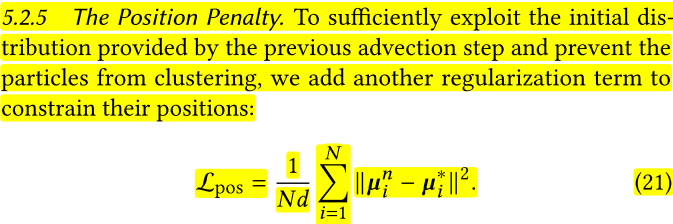 5.2.5 The Position Penalty. To sufficiently exploit the initial dis-
tribution provided by the previous advection step and prevent the
particles from clustering, we add another regularization term to
constrain their positions:
ℒpos = 1/Nd ∑_{i=1}^{N} ‖μ_i^n − μ_i^*‖². (21)